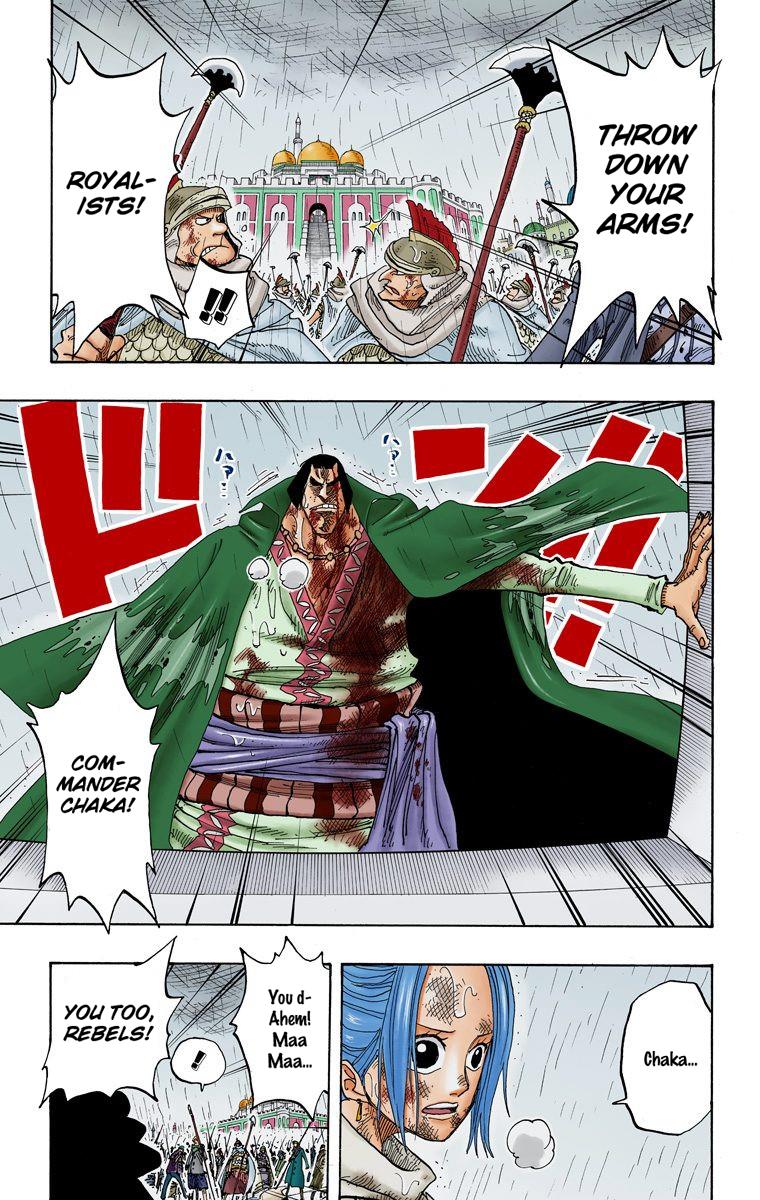 THROW
DOWN
YOUR
ARMS!
ROYAL-
ISTS!
!!
ドン!!
ハァ…
ハァ…
COM-
MANDER
CHAKA!
Chaka...
You d-
Ahem!
Maa
Maa...
!
YOU TOO,
REBELS!